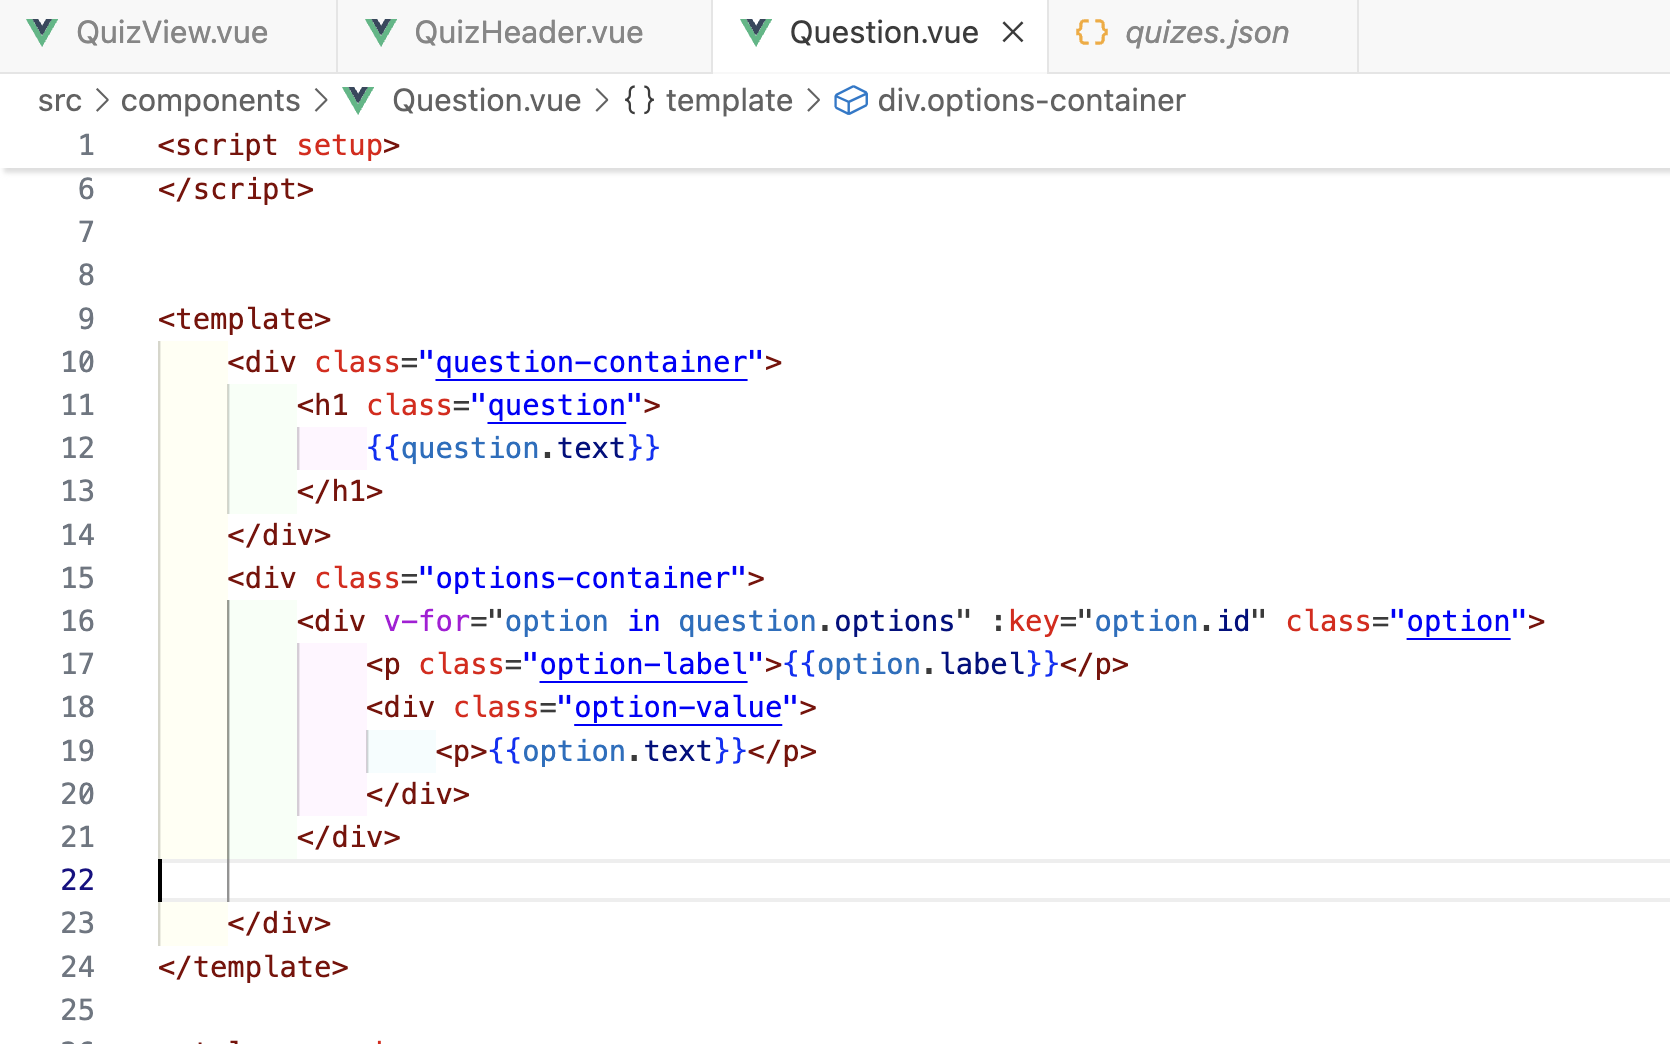 QuizView.vue QuizHeader.vue Question.vue quizes.json
src > components > Question.vue > {} template > div.options-container
1 <script setup>
6 </script>
7
8
9 <template>
10 <div class="question-container">
11 <h1 class="question">
12 {{question.text}}
13 </h1>
14 </div>
15 <div class="options-container">
16 <div v-for="option in question.options" :key="option.id" class="option">
17 <p class="option-label">{{option.label}}</p>
18 <div class="option-value">
19 <p>{{option.text}}</p>
20 </div>
21 </div>
22
23 </div>
24 </template>
25